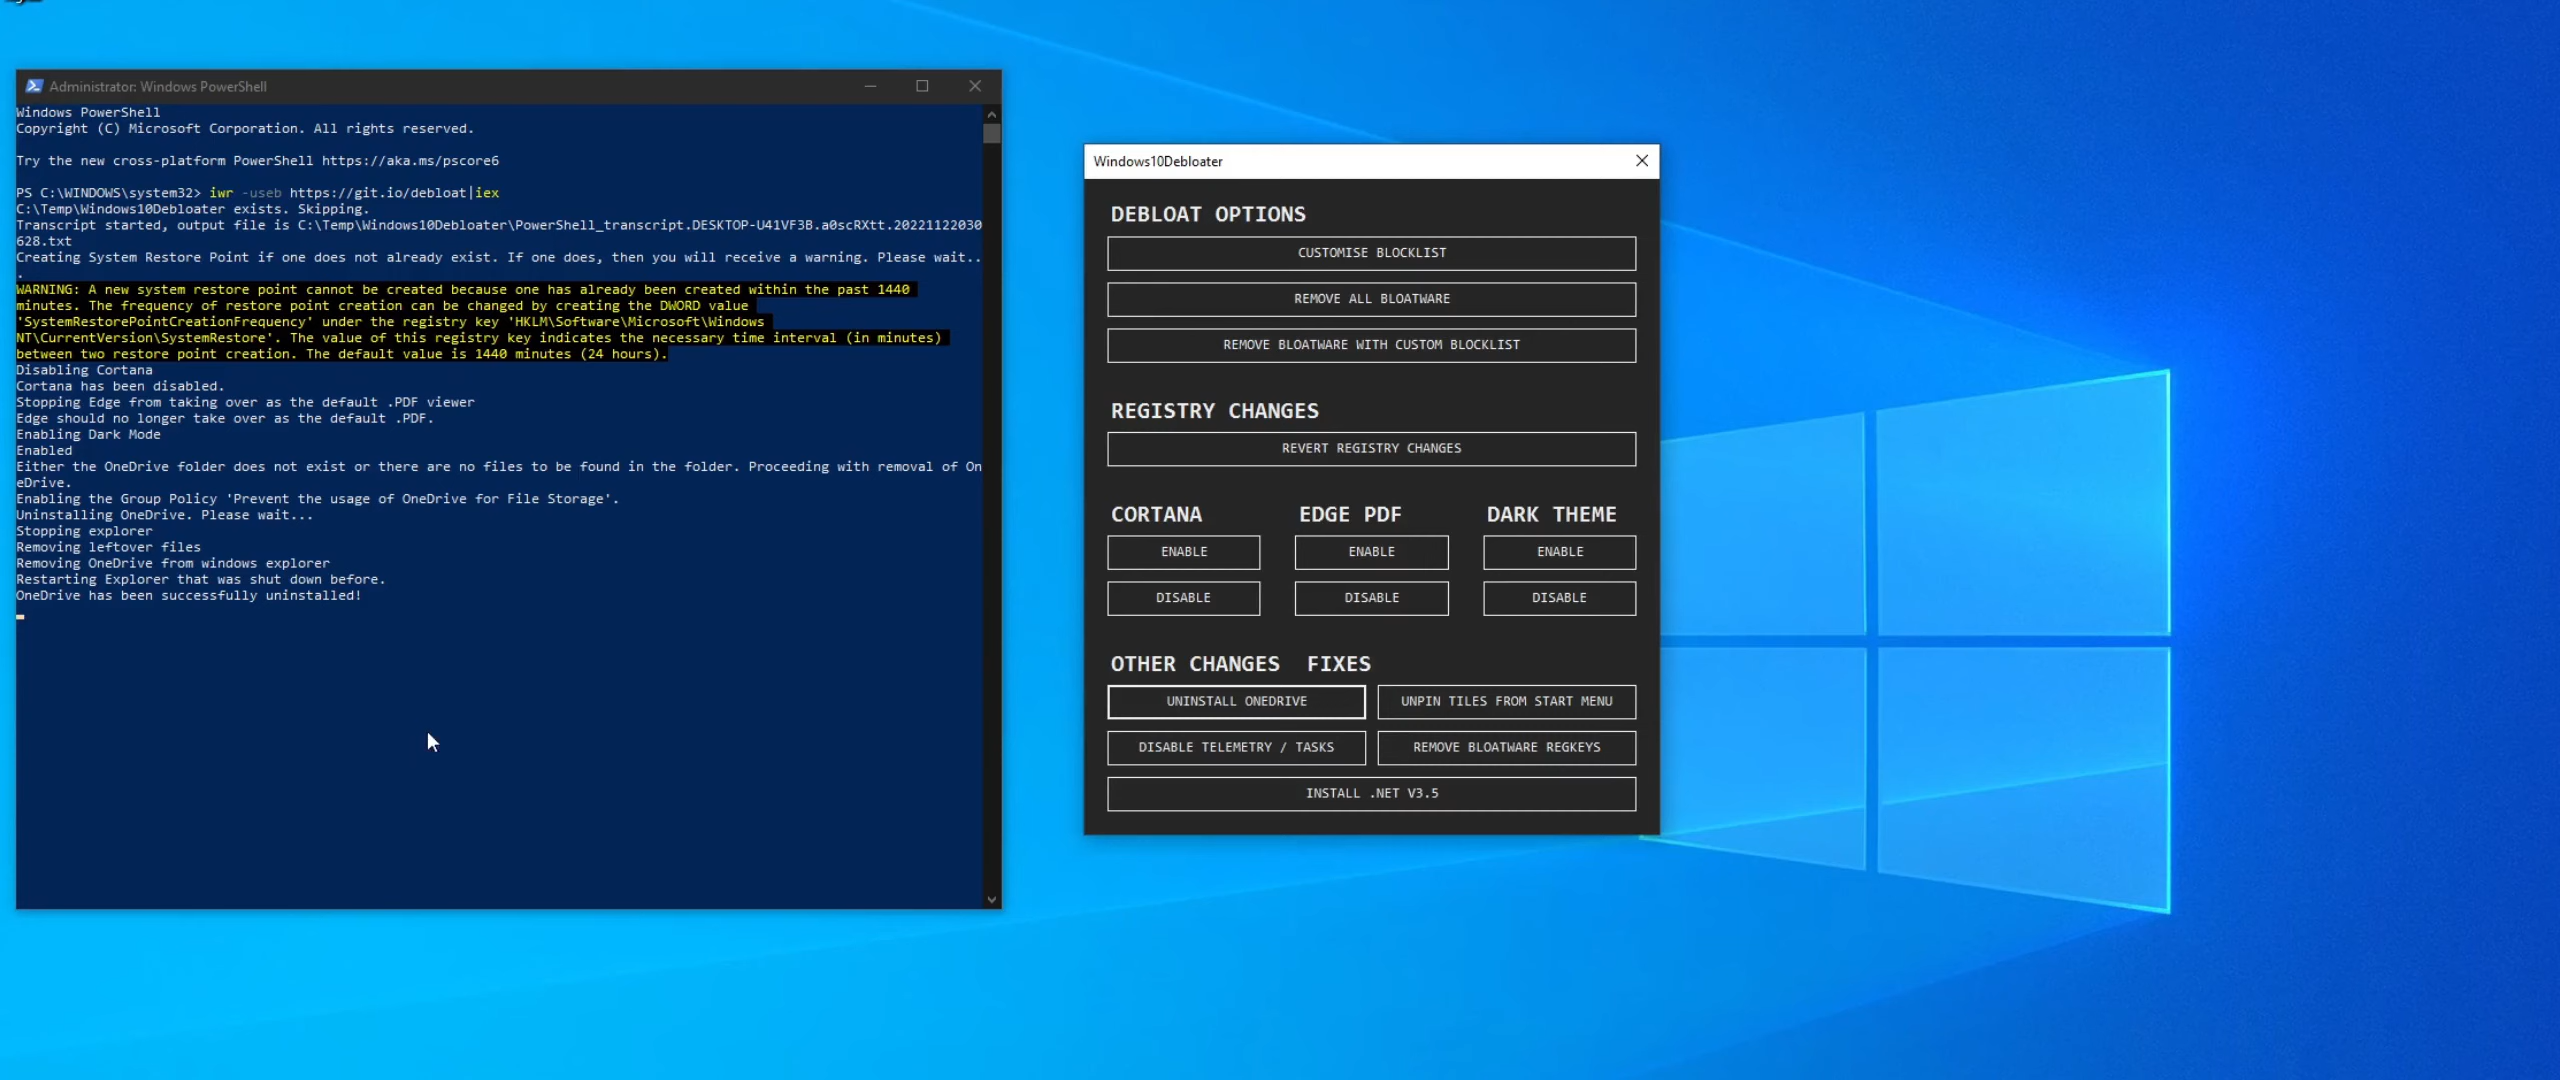 Administrator: Windows PowerShell
Windows PowerShell
Copyright (C) Microsoft Corporation. All rights reserved.
Try the new cross-platform PowerShell https://aka.ms/pscore6
PS C:\WINDOWS\system32> iwr -useb https://git.io/debloat|iex
C:\Temp\Windows10Debloater exists. Skipping.
Transcript started, output file is C:\Temp\Windows10Debloater\PowerShell_transcript.DESKTOP-U41VF3B.a0scRXtt.20221122030
628.txt
Creating System Restore Point if one does not already exist. If one does, then you will receive a warning. Please wait..
.
WARNING: A new system restore point cannot be created because one has already been created within the past 1440
minutes. The frequency of restore point creation can be changed by creating the DWORD value
'SystemRestorePointCreationFrequency' under the registry key 'HKLM\Software\Microsoft\Windows
NT\CurrentVersion\SystemRestore'. The value of this registry key indicates the necessary time interval (in minutes)
between two restore point creation. The default value is 1440 minutes (24 hours).
Disabling Cortana
Cortana has been disabled.
Stopping Edge from taking over as the default .PDF viewer
Edge should no longer take over as the default .PDF.
Enabling Dark Mode
Enabled
Either the OneDrive folder does not exist or there are no files to be found in the folder. Proceeding with removal of On
eDrive.
Enabling the Group Policy 'Prevent the usage of OneDrive for File Storage'.
Uninstalling OneDrive. Please wait...
Stopping explorer
Removing leftover files
Removing OneDrive from windows explorer
Restarting Explorer that was shut down before.
OneDrive has been successfully uninstalled!
Windows10Debloater
DEBLOAT OPTIONS
CUSTOMISE BLOCKLIST
REMOVE ALL BLOATWARE
REMOVE BLOATWARE WITH CUSTOM BLOCKLIST
REGISTRY CHANGES
REVERT REGISTRY CHANGES
CORTANA EDGE PDF DARK THEME
ENABLE ENABLE ENABLE
DISABLE DISABLE DISABLE
OTHER CHANGES FIXES
UNINSTALL ONEDRIVE UNPIN TILES FROM START MENU
DISABLE TELEMETRY / TASKS REMOVE BLOATWARE REGKEYS
INSTALL .NET V3.5